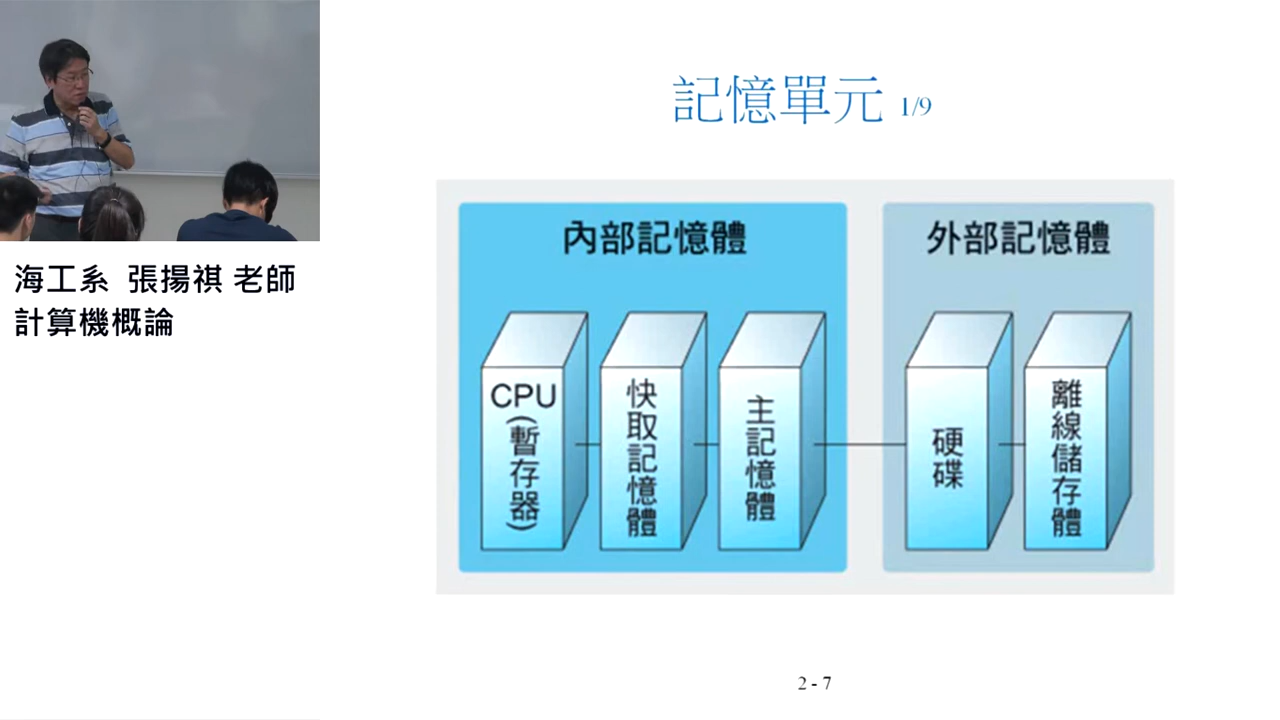 海工系 張揚祺 老師
計算機概論
記憶單元 1/9
內部記憶體
CPU(暫存器)
快取記憶體
主記憶體
外部記憶體
硬碟
離線儲存體
2 - 7